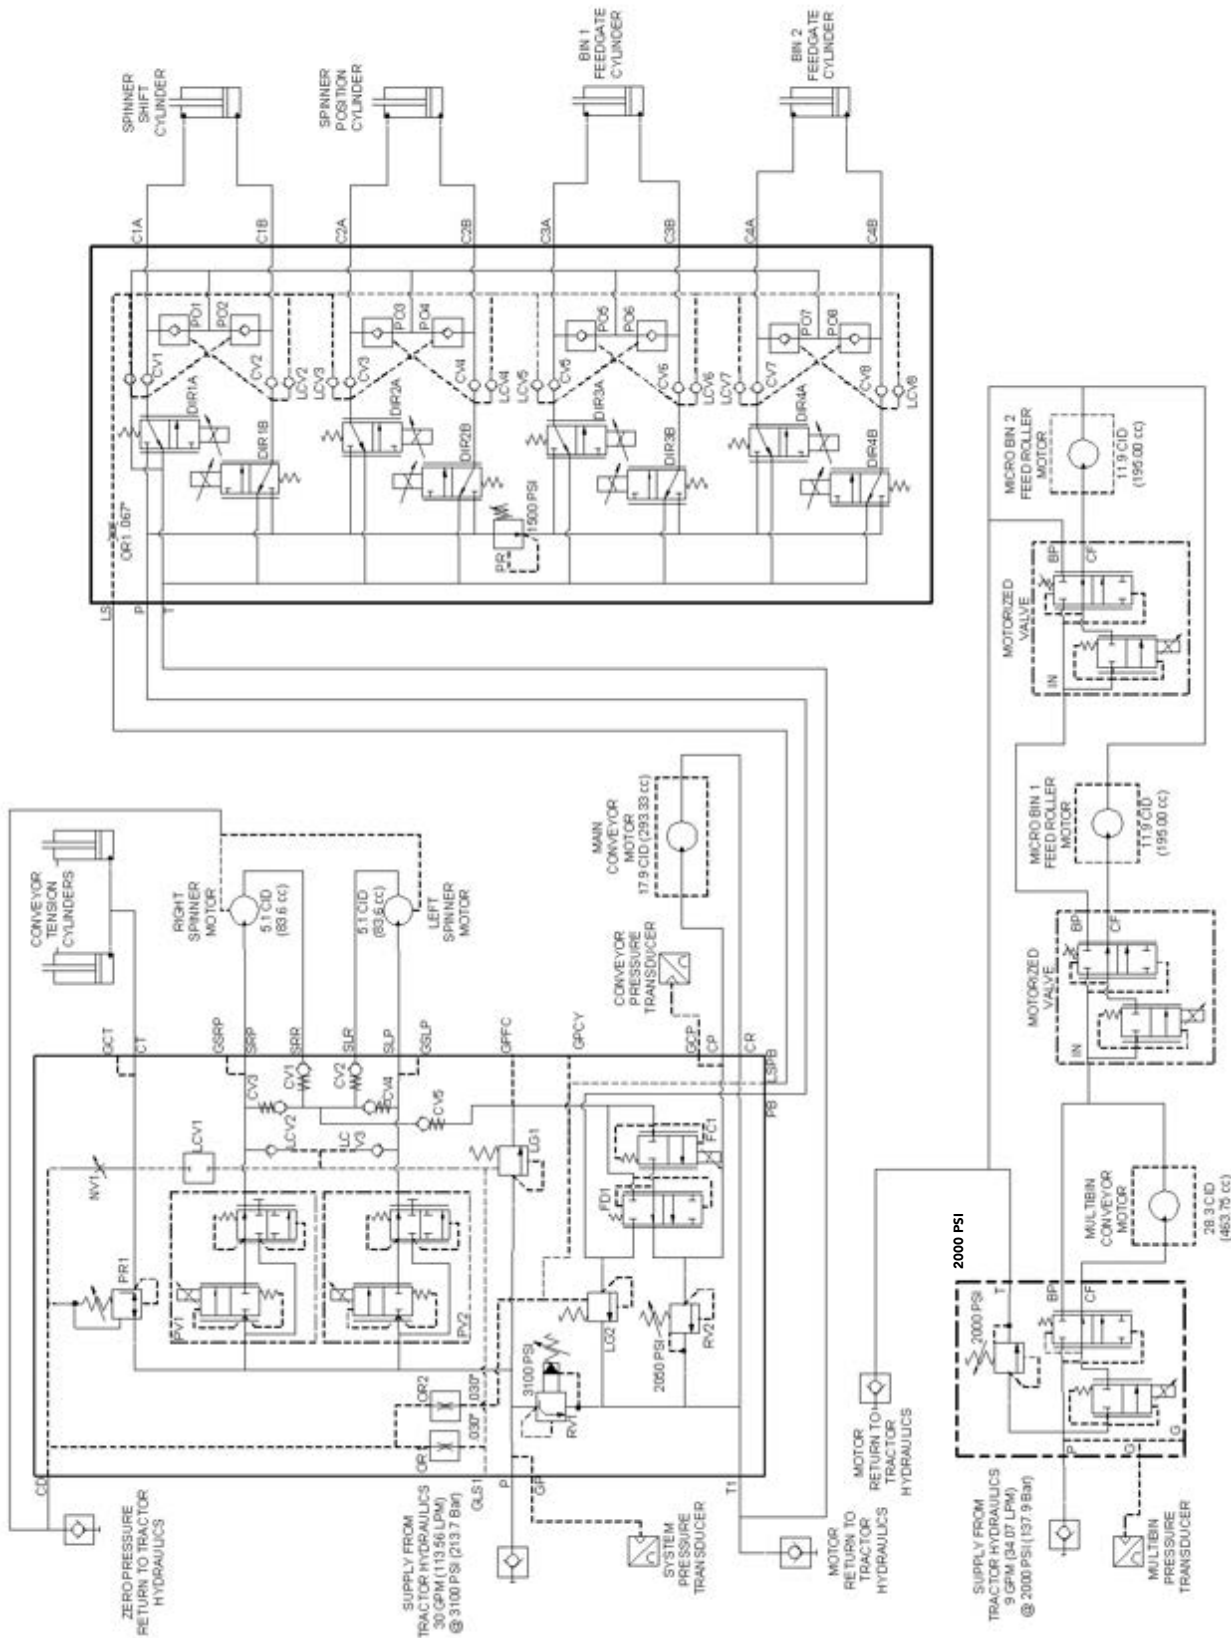 SPINNER
SHIFT
CYLINDER
SPINNER
POSITION
CYLINDER
BIN 1
FEEDGATE
CYLINDER
BIN 2
FEEDGATE
CYLINDER
C1A
C1B
C2A
C2B
C3A
C3B
C4A
C4B
PO1
PO2
PO3
PO4
PO5
PO6
PO7
PO8
CV1
CV2
LCV2
LCV3
CV3
CV4
LCV4
LCV5
CV5
CV6
LCV6
LCV7
CV7
CV8
LCV8
DIR1A
DIR1B
DIR2A
DIR2B
DIR3A
DIR3B
DIR4A
DIR4B
OR1 .067"
PR
1500 PSI
LS
P
T
CONVEYOR
TENSION
CYLINDERS
RIGHT
SPINNER
MOTOR
5.1 CID
(83.6 cc)
5.1 CID
(83.6 cc)
LEFT
SPINNER
MOTOR
CONVEYOR
PRESSURE
TRANSDUCER
MAIN
CONVEYOR
MOTOR
17.9 CID (293.33 cc)
GCT
CT
GSRP
SRP
SRR
SLR
SLP
GSLP
GPFC
GPCY
GCP
CP
CR
LSPB
PB
CV3
CV1
CV2
CV4
CV5
LCV2
LC
V3
LCV1
NV1
PR1
PV1
PV2
LG1
FD1
FC1
LG2
RV2
2050 PSI
3100 PSI
RV1
OR2
.030"
OR
.030"
CD
GLS1
P
GP
T1
ZERO PRESSURE
RETURN TO TRACTOR
HYDRAULICS
SUPPLY FROM
TRACTOR HYDRAULICS
30 GPM (113.56 LPM)
@ 3100 PSI (213.7 Bar)
SYSTEM
PRESSURE
TRANSDUCER
MOTOR
RETURN TO
TRACTOR
HYDRAULICS
MOTOR
RETURN TO
TRACTOR
HYDRAULICS
MICRO BIN 2
FEED ROLLER
MOTOR
11.9 CID
(195.00 cc)
MOTORIZED
VALVE
BP
CF
IN
MICRO BIN 1
FEED ROLLER
MOTOR
11.9 CID
(195.00 cc)
MOTORIZED
VALVE
BP
CF
IN
MULTIBIN
CONVEYOR
MOTOR
28.3 CID
(463.75 cc)
2000 PSI
2000 PSI
T
BP
CF
P
G
G
SUPPLY FROM
TRACTOR HYDRAULICS
9 GPM (34.07 LPM)
@ 2000 PSI (137.9 Bar)
MULTIBIN
PRESSURE
TRANSDUCER